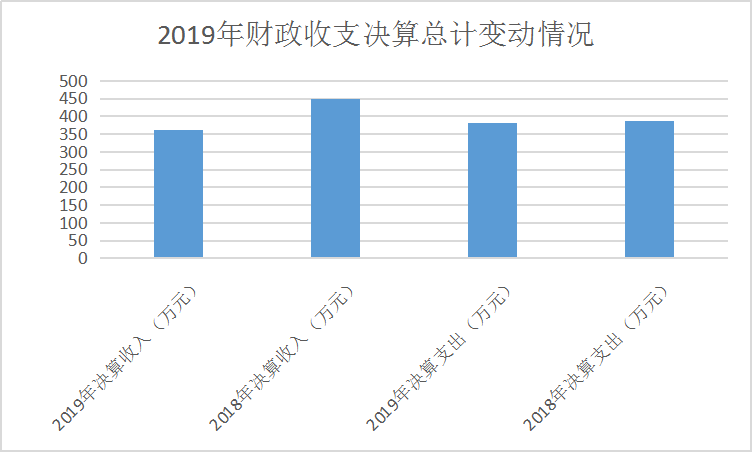 2019年财政收支决算总计变动情况
500
450
400
350
300
250
200
150
100
50
0
2019年决算收入（万元）
2018年决算收入（万元）
2019年决算支出（万元）
2018年决算支出（万元）